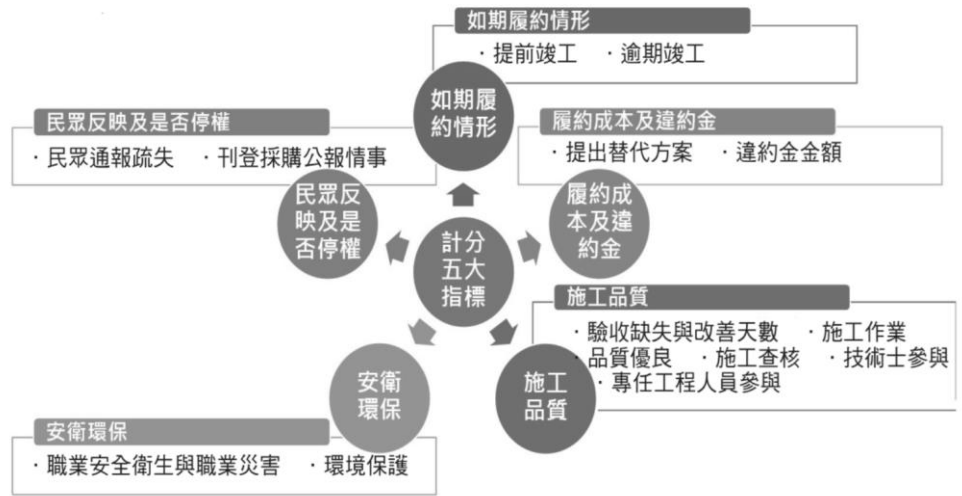 如期履約情形
·提前竣工 ·逾期竣工
如期履
約情形
民眾反映及是否停權
·民眾通報疏失 ·刊登採購公報情事
民眾反
映及是
否停權
履約成本及違約金
·提出替代方案 ·違約金金額
履約成
本及違
約金
計分
五大
指標
施工品質
·驗收缺失與改善天數 ·施工作業
·品質優良 ·施工查核 ·技術士參與
·專任工程人員參與
施工
品質
安衛
環保
安衛環保
·職業安全衛生與職業災害 ·環境保護